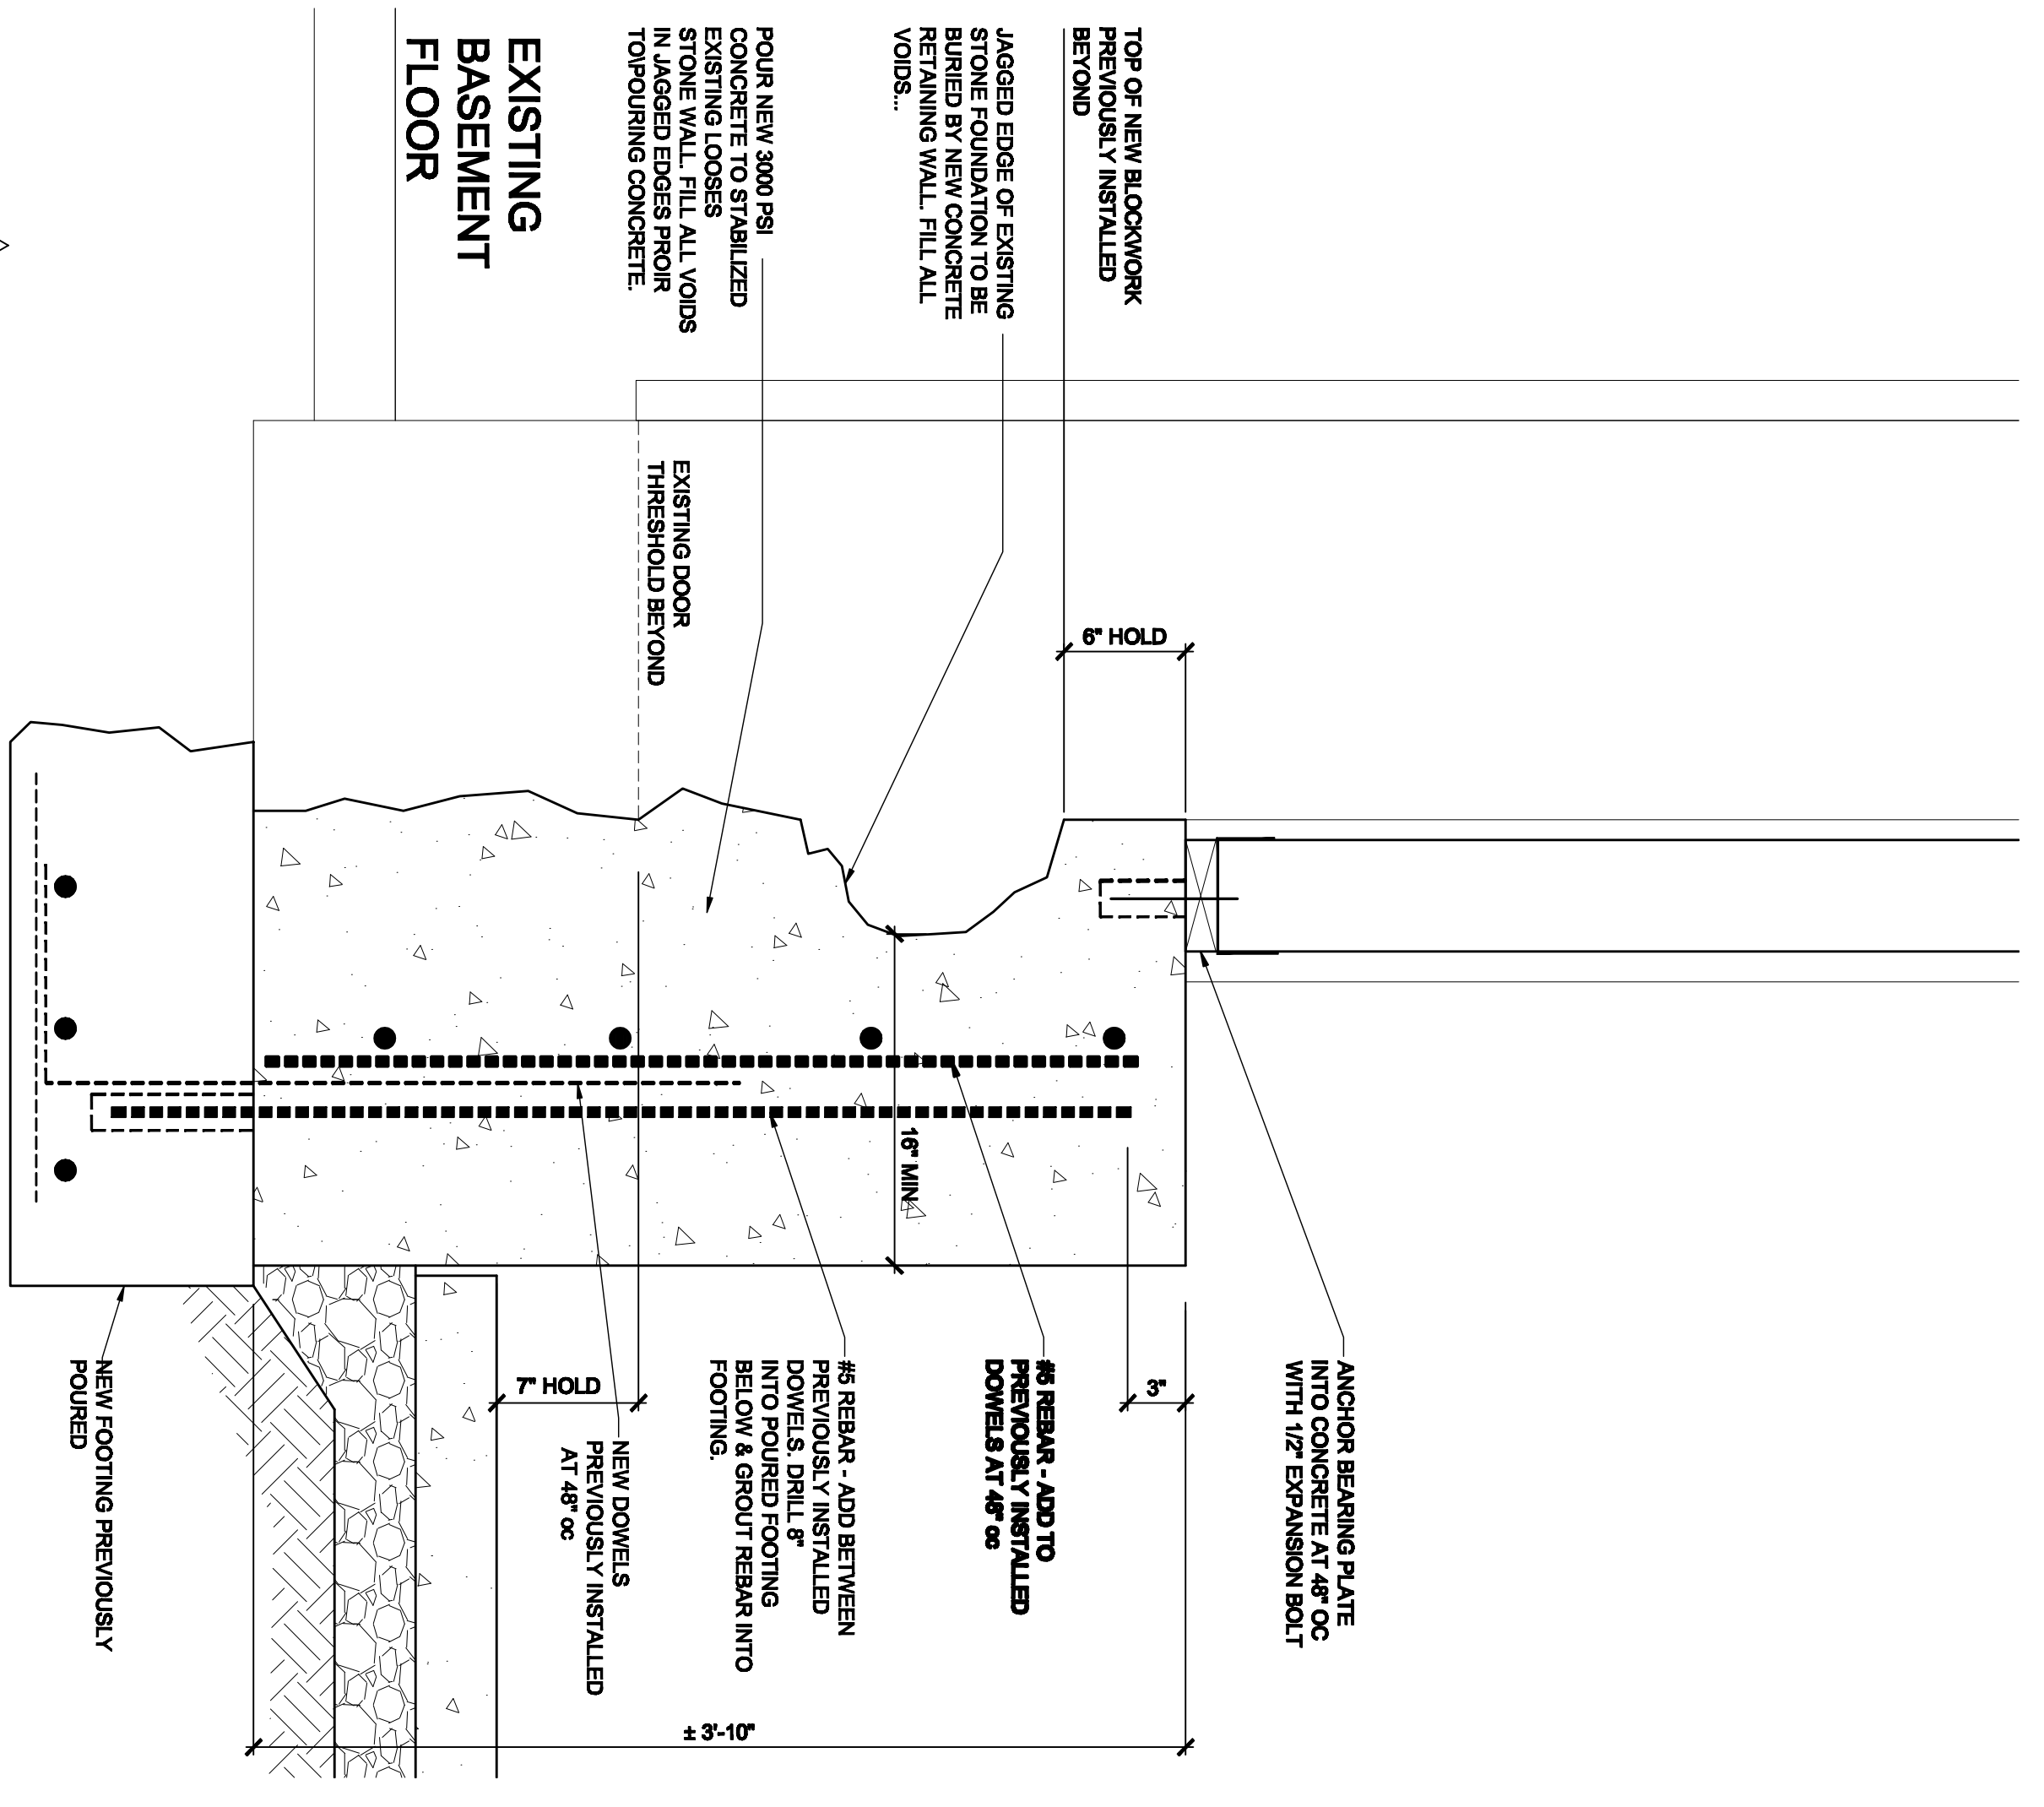 TOP OF NEW BLOCKWORK
PREVIOUSLY INSTALLED
BEYOND
JAGGED EDGE OF EXISTING
STONE FOUNDATION TO BE
BURIED BY NEW CONCRETE
RETAINING WALL. FILL ALL
VOIDS...
POUR NEW 3000 PSI
CONCRETE TO STABILIZED
EXISTING LOOSES
STONE WALL. FILL ALL VOIDS
IN JAGGED EDGES PROIR
TO\POURING CONCRETE.
EXISTING
BASEMENT
FLOOR
EXISTING DOOR
THRESHOLD BEYOND
6" HOLD
16" MIN
ANCHOR BEARING PLATE
INTO CONCRETE AT 48" OC
WITH 1/2" EXPANSION BOLT
3"
#5 REBAR - ADD TO
PREVIOUSLY INSTALLED
DOWELS AT 48" oc
#5 REBAR - ADD BETWEEN
PREVIOUSLY INSTALLED
DOWELS. DRILL 8"
INTO POURED FOOTING
BELOW & GROUT REBAR INTO
FOOTING.
7" HOLD
NEW DOWELS
PREVIOUSLY INSTALLED
AT 48" oc
NEW FOOTING PREVIOUSLY
POURED
± 3'-10"